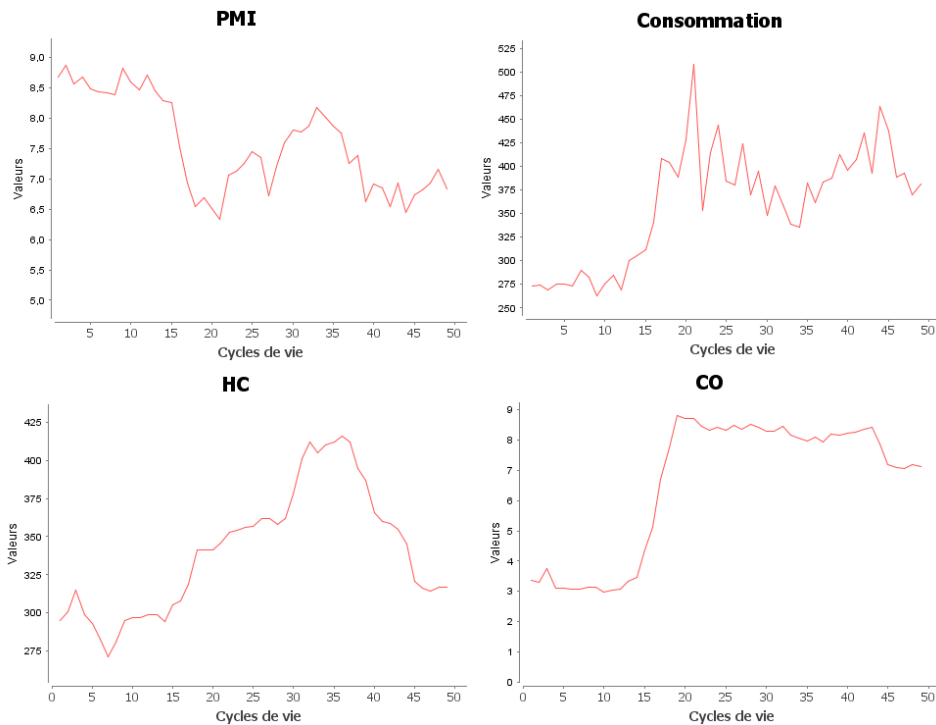 PMI
Valeurs
9,0
8,5
8,0
7,5
7,0
6,5
6,0
5,5
5,0
5 10 15 20 25 30 35 40 45 50
Cycles de vie
Consommation
Valeurs
525
500
475
450
425
400
375
350
325
300
275
250
5 10 15 20 25 30 35 40 45 50
Cycles de vie
HC
Valeurs
425
400
375
350
325
300
275
0 5 10 15 20 25 30 35 40 45 50
Cycles de vie
CO
Valeurs
9
8
7
6
5
4
3
2
1
0
0 5 10 15 20 25 30 35 40 45 50
Cycles de vie